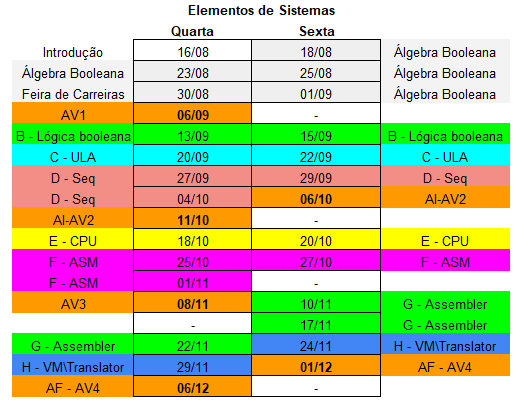 Elementos de Sistemas
Quarta Sexta
Introdução 16/08 18/08 Álgebra Booleana
Álgebra Booleana 23/08 25/08 Álgebra Booleana
Feira de Carreiras 30/08 01/09 Álgebra Booleana
AV1 06/09 -
B - Lógica booleana 13/09 15/09 B - Lógica booleana
C - ULA 20/09 22/09 C - ULA
D - Seq 27/09 29/09 D - Seq
D - Seq 04/10 06/10 AI-AV2
AI-AV2 11/10 -
E - CPU 18/10 20/10 E - CPU
F - ASM 25/10 27/10 F - ASM
F - ASM 01/11 -
AV3 08/11 10/11 G - Assembler
- 17/11 G - Assembler
G - Assembler 22/11 24/11 H - VM\Translator
H - VM\Translator 29/11 01/12 AF - AV4
AF - AV4 06/12